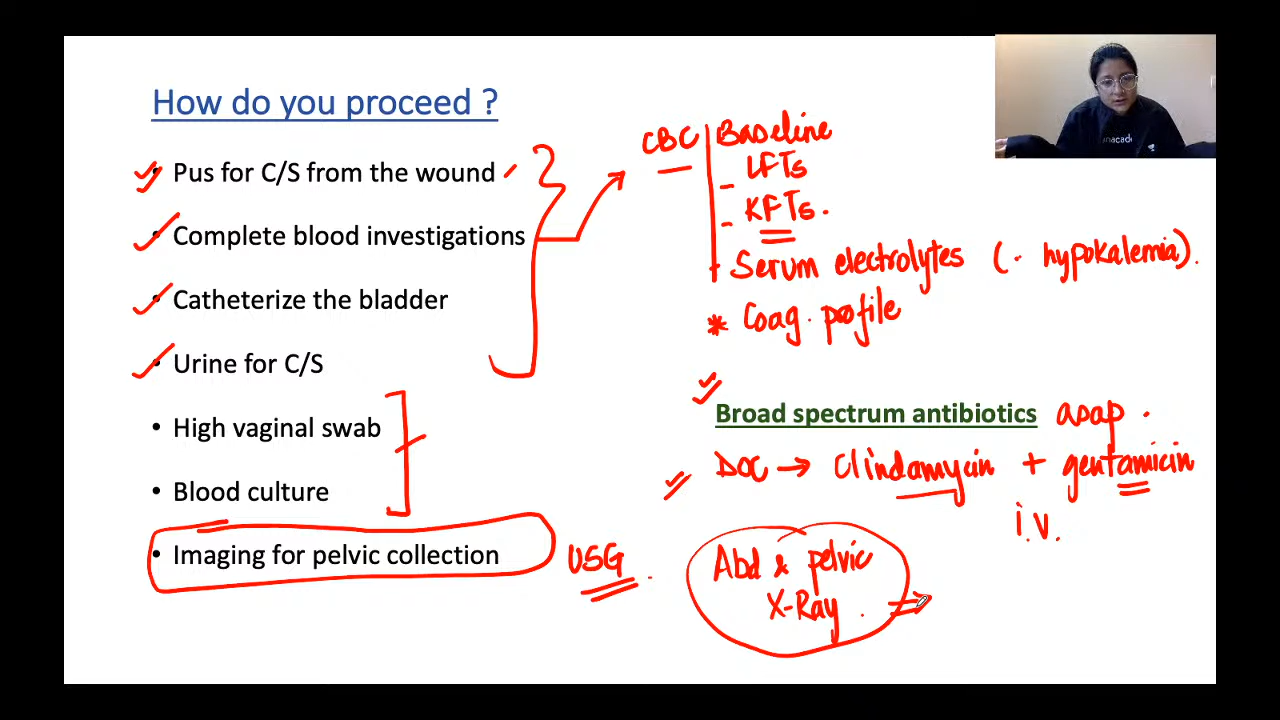 How do you proceed ?
• Pus for C/S from the wound
• Complete blood investigations
• Catheterize the bladder
• Urine for C/S
• High vaginal swab
• Blood culture
• Imaging for pelvic collection
USG
CBC
Baseline
- LFTs
- KFTs.
Serum electrolytes (hypokalemia).
* Coag. profile
Broad spectrum antibiotics asap.
DOC → Clindamycin + gentamicin
i.v.
Abd & pelvic
X-Ray. ⇒
nacade